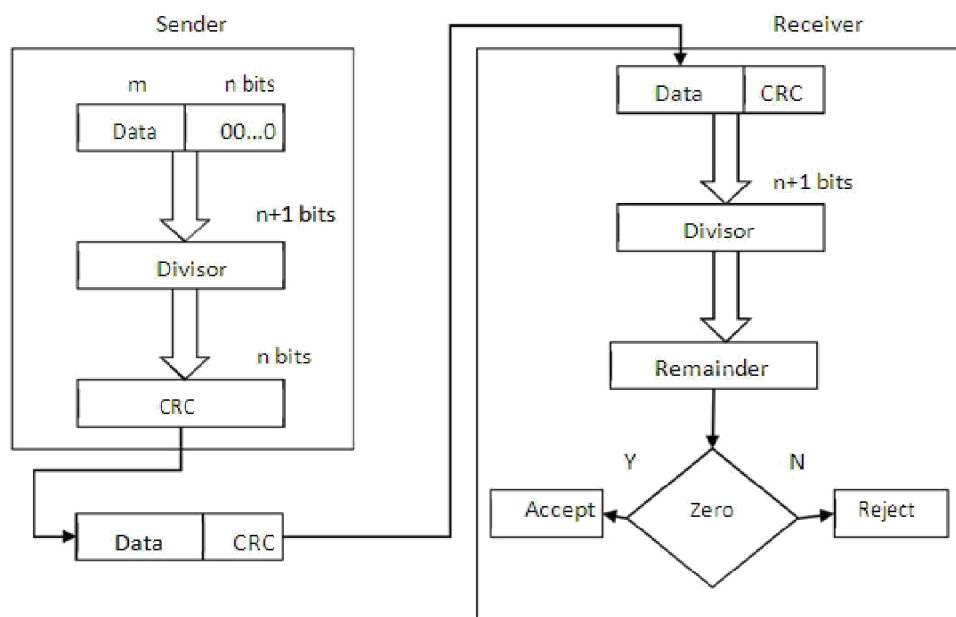 Sender
m n bits
Data 00...0
n+1 bits
Divisor
n bits
CRC
Data CRC
Receiver
Data CRC
n+1 bits
Divisor
Remainder
Y N
Accept Zero Reject